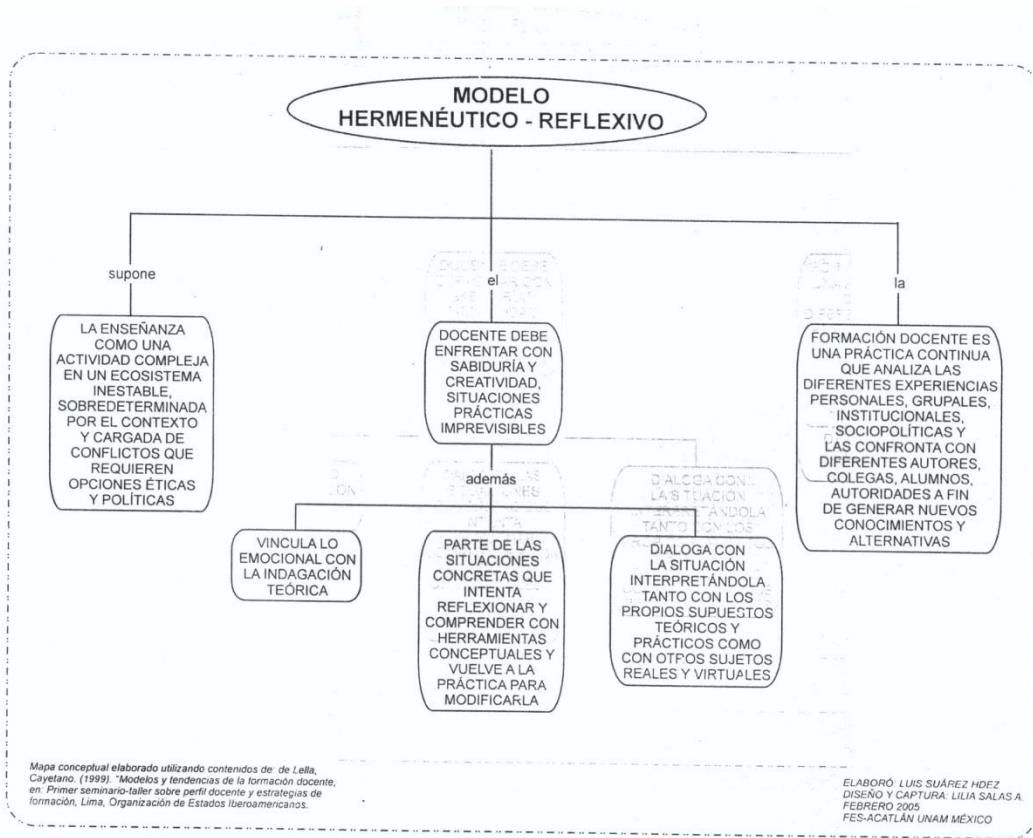 MODELO
HERMENÉUTICO - REFLEXIVO
supone
el
la
LA ENSEÑANZA
COMO UNA
ACTIVIDAD COMPLEJA
EN UN ECOSISTEMA
INESTABLE,
SOBREDETERMINADA
POR EL CONTEXTO
Y CARGADA DE
CONFLICTOS QUE
REQUIEREN
OPCIONES ÉTICAS
Y POLÍTICAS
DOCENTE DEBE
ENFRENTAR CON
SABIDURÍA Y
CREATIVIDAD,
SITUACIONES
PRÁCTICAS
IMPREVISIBLES
FORMACIÓN DOCENTE ES
UNA PRÁCTICA CONTINUA
QUE ANALIZA LAS
DIFERENTES EXPERIENCIAS
PERSONALES, GRUPALES,
INSTITUCIONALES,
SOCIOPOLÍTICAS Y
LAS CONFRONTA CON
DIFERENTES AUTORES,
COLEGAS, ALUMNOS,
AUTORIDADES A FIN
DE GENERAR NUEVOS
CONOCIMIENTOS Y
ALTERNATIVAS
además
VINCULA LO
EMOCIONAL CON
LA INDAGACIÓN
TEÓRICA
PARTE DE LAS
SITUACIONES
CONCRETAS QUE
INTENTA
REFLEXIONAR Y
COMPRENDER CON
HERRAMIENTAS
CONCEPTUALES Y
VUELVE A LA
PRÁCTICA PARA
MODIFICARLA
DIALOGA CON
LA SITUACIÓN
INTERPRETÁNDOLA
TANTO CON LOS
PROPIOS SUPUESTOS
TEÓRICOS Y
PRÁCTICOS COMO
CON OTROS SUJETOS
REALES Y VIRTUALES
Mapa conceptual elaborado utilizando contenidos de: de Lella,
Cayetano. (1999). "Modelos y tendencias de la formación docente,
en: Primer seminario-taller sobre perfil docente y estrategias de
formación, Lima, Organización de Estados Iberoamericanos.
ELABORÓ: LUIS SUÁREZ HDEZ
DISEÑO Y CAPTURA: LILIA SALAS A.
FEBRERO 2005
FES-ACATLÁN UNAM MÉXICO